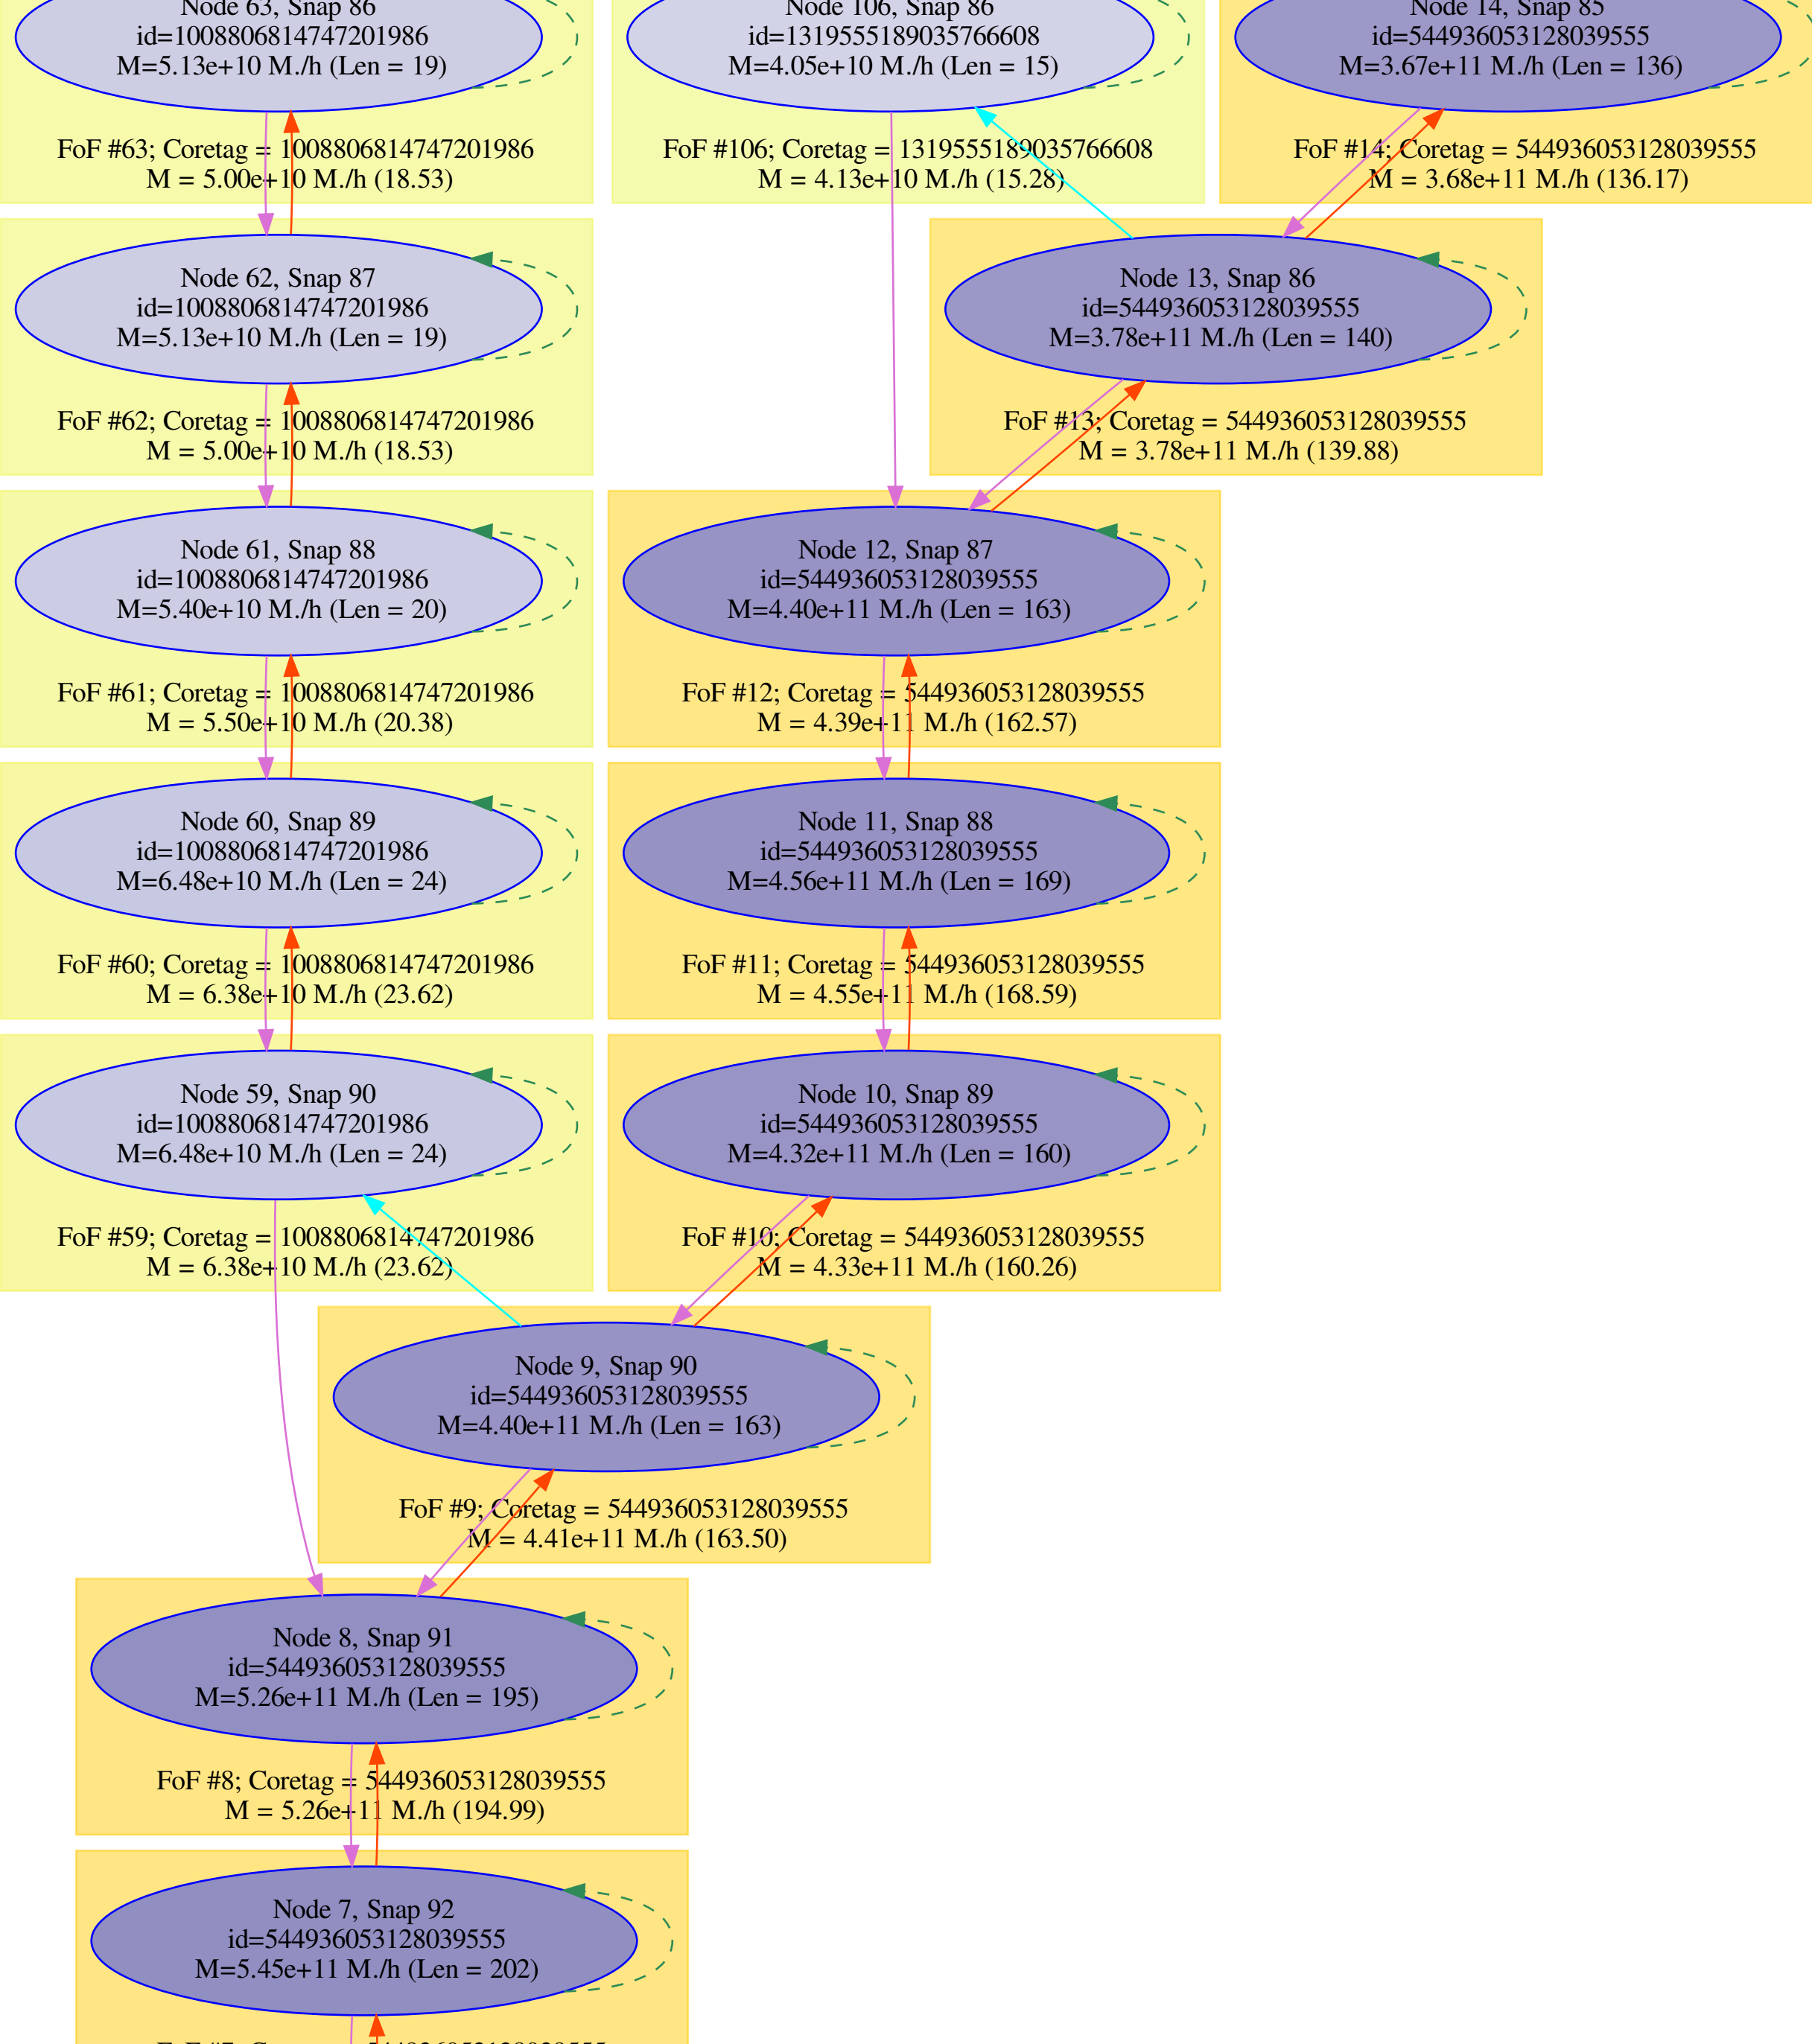 Node 63, Snap 86
id=1008806814747201986
M=5.13e+10 M./h (Len = 19)
FoF #63; Coretag = 1008806814747201986
M = 5.00e+10 M./h (18.53)
Node 106, Snap 86
id=1319555189035766608
M=4.05e+10 M./h (Len = 15)
FoF #106; Coretag = 1319555189035766608
M = 4.13e+10 M./h (15.28)
Node 14, Snap 85
id=544936053128039555
M=3.67e+11 M./h (Len = 136)
FoF #14; Coretag = 544936053128039555
M = 3.68e+11 M./h (136.17)
Node 62, Snap 87
id=1008806814747201986
M=5.13e+10 M./h (Len = 19)
FoF #62; Coretag = 1008806814747201986
M = 5.00e+10 M./h (18.53)
Node 13, Snap 86
id=544936053128039555
M=3.78e+11 M./h (Len = 140)
FoF #13; Coretag = 544936053128039555
M = 3.78e+11 M./h (139.88)
Node 61, Snap 88
id=1008806814747201986
M=5.40e+10 M./h (Len = 20)
FoF #61; Coretag = 1008806814747201986
M = 5.50e+10 M./h (20.38)
Node 12, Snap 87
id=544936053128039555
M=4.40e+11 M./h (Len = 163)
FoF #12; Coretag = 544936053128039555
M = 4.39e+11 M./h (162.57)
Node 60, Snap 89
id=1008806814747201986
M=6.48e+10 M./h (Len = 24)
FoF #60; Coretag = 1008806814747201986
M = 6.38e+10 M./h (23.62)
Node 11, Snap 88
id=544936053128039555
M=4.56e+11 M./h (Len = 169)
FoF #11; Coretag = 544936053128039555
M = 4.55e+11 M./h (168.59)
Node 59, Snap 90
id=1008806814747201986
M=6.48e+10 M./h (Len = 24)
FoF #59; Coretag = 1008806814747201986
M = 6.38e+10 M./h (23.62)
Node 10, Snap 89
id=544936053128039555
M=4.32e+11 M./h (Len = 160)
FoF #10; Coretag = 544936053128039555
M = 4.33e+11 M./h (160.26)
Node 9, Snap 90
id=544936053128039555
M=4.40e+11 M./h (Len = 163)
FoF #9; Coretag = 544936053128039555
M = 4.41e+11 M./h (163.50)
Node 8, Snap 91
id=544936053128039555
M=5.26e+11 M./h (Len = 195)
FoF #8; Coretag = 544936053128039555
M = 5.26e+11 M./h (194.99)
Node 7, Snap 92
id=544936053128039555
M=5.45e+11 M./h (Len = 202)